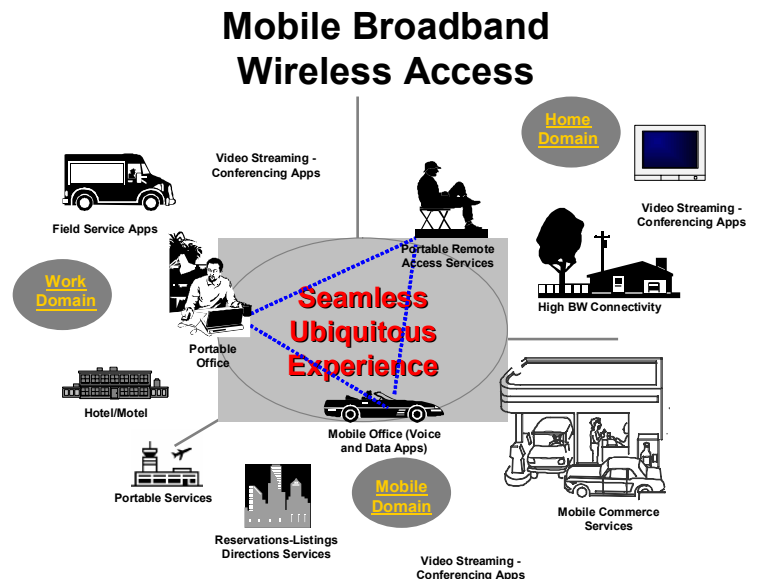 Mobile Broadband
Wireless Access
Home
Domain
Video Streaming -
Conferencing Apps
Field Service Apps
Video Streaming -
Conferencing Apps
Portable Remote
Access Services
Work
Domain
Seamless
Ubiquitous
Experience
High BW Connectivity
Portable
Office
Hotel/Motel
Mobile Office (Voice
and Data Apps)
Portable Services
Mobile
Domain
Mobile Commerce
Services
Reservations-Listings
Directions Services
Video Streaming -
Conferencing Apps